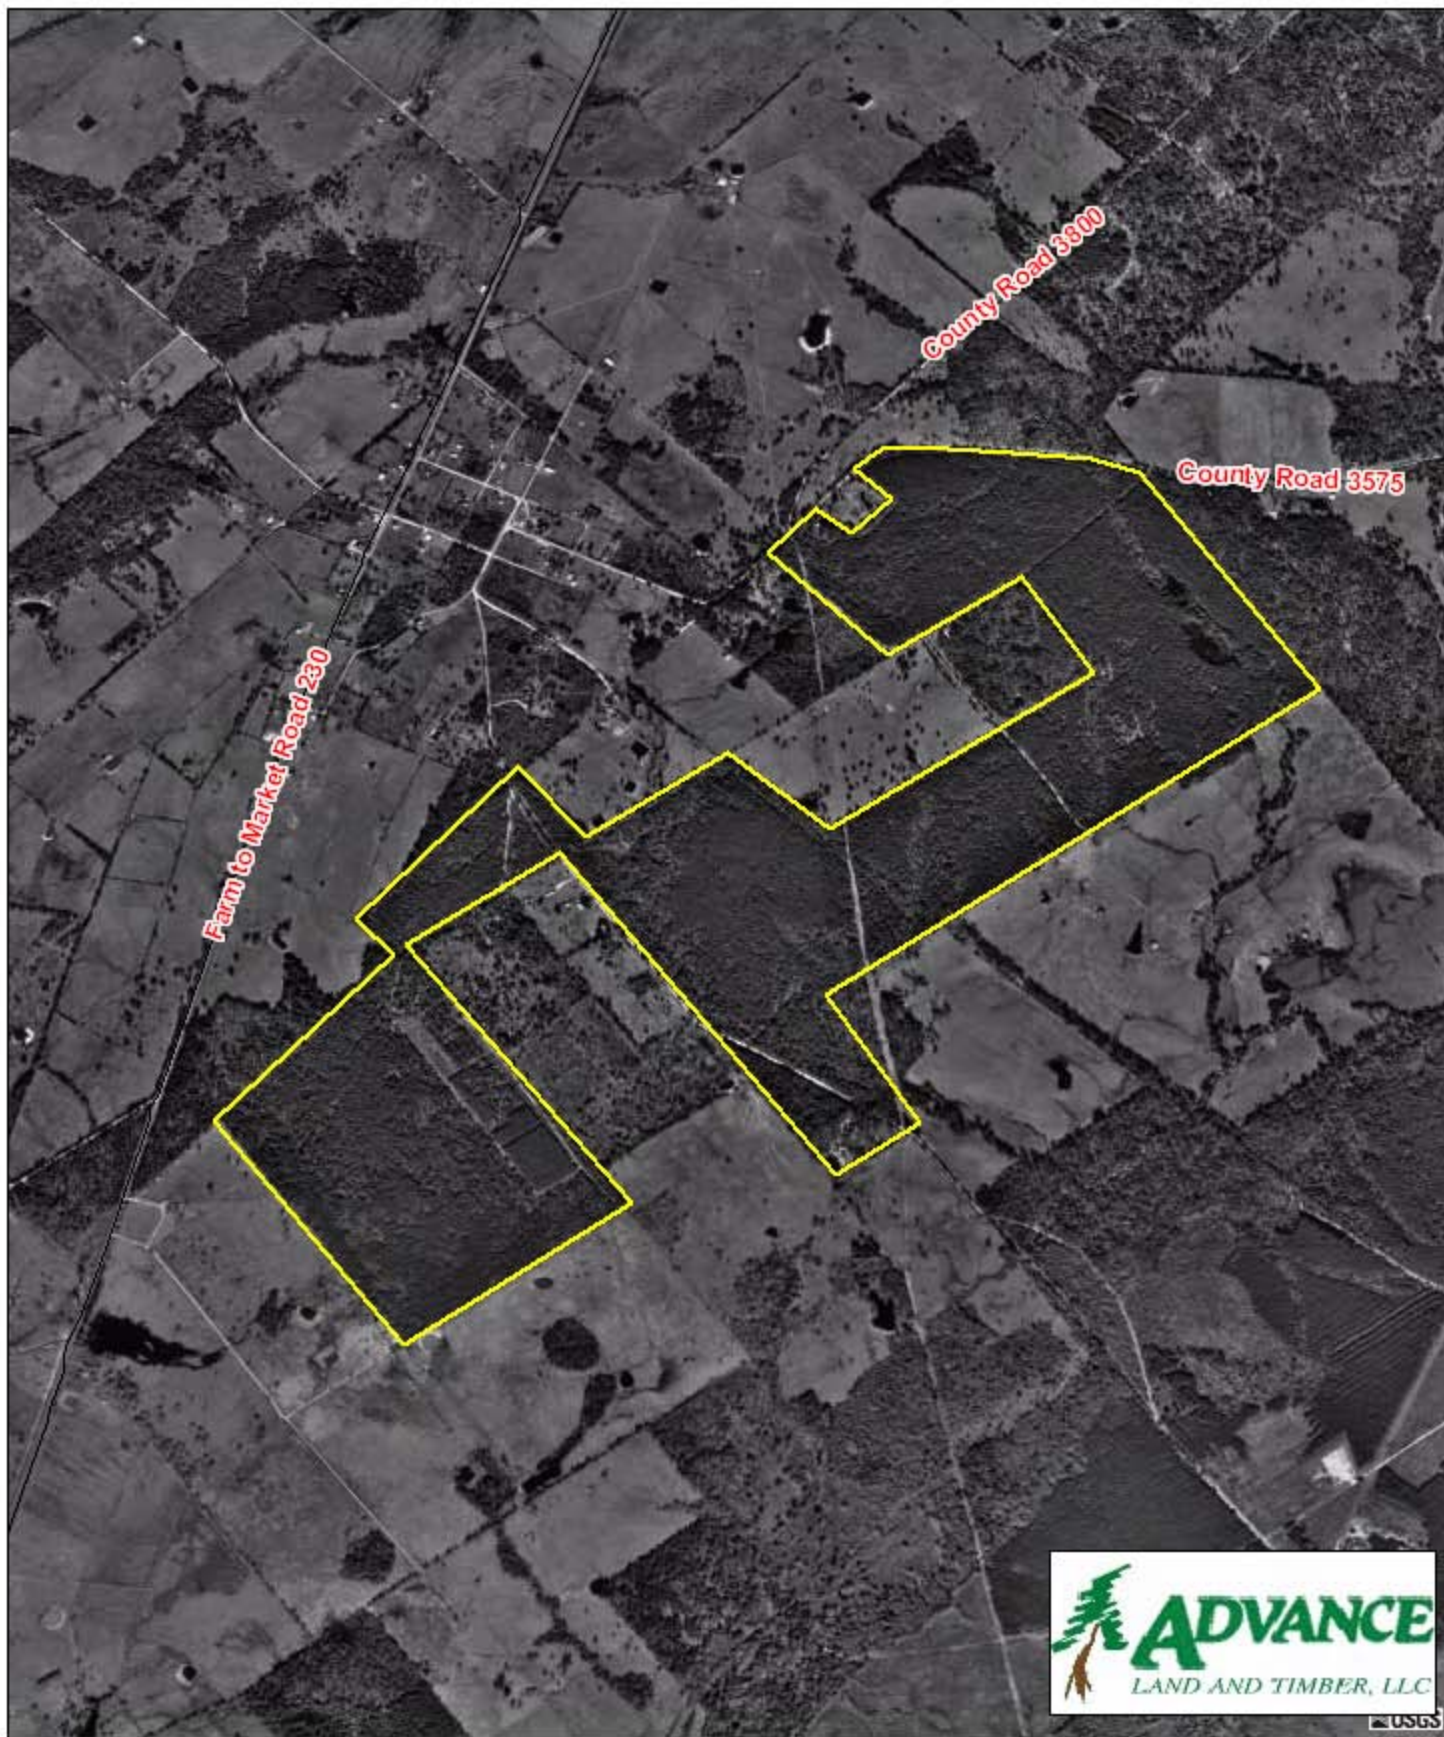 County Road 3800
County Road 3575
Farm to Market Road 230
ADVANCE
LAND AND TIMBER, LLC
USGS